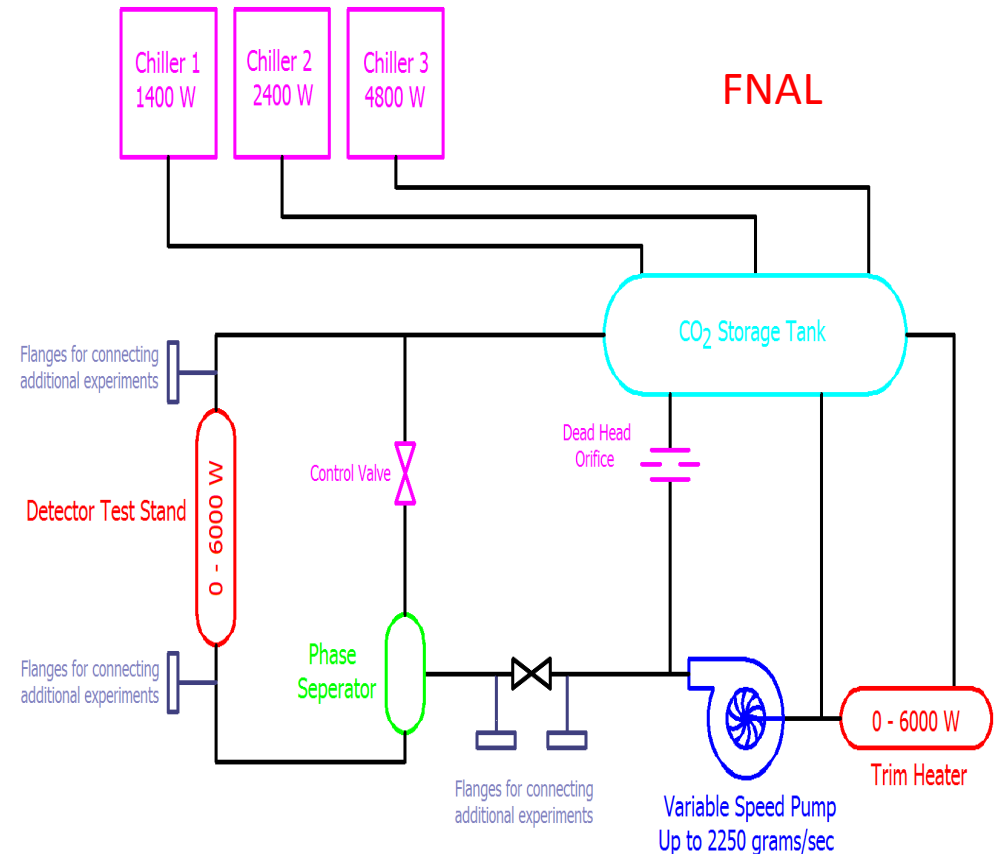 Chiller 1
1400 W
Chiller 2
2400 W
Chiller 3
4800 W
FNAL
CO2 Storage Tank
Flanges for connecting
additional experiments
Dead Head
Orifice
Control Valve
Detector Test Stand
0 - 6000 W
Phase
Seperator
Flanges for connecting
additional experiments
0 - 6000 W
Trim Heater
Flanges for connecting
additional experiments
Variable Speed Pump
Up to 2250 grams/sec